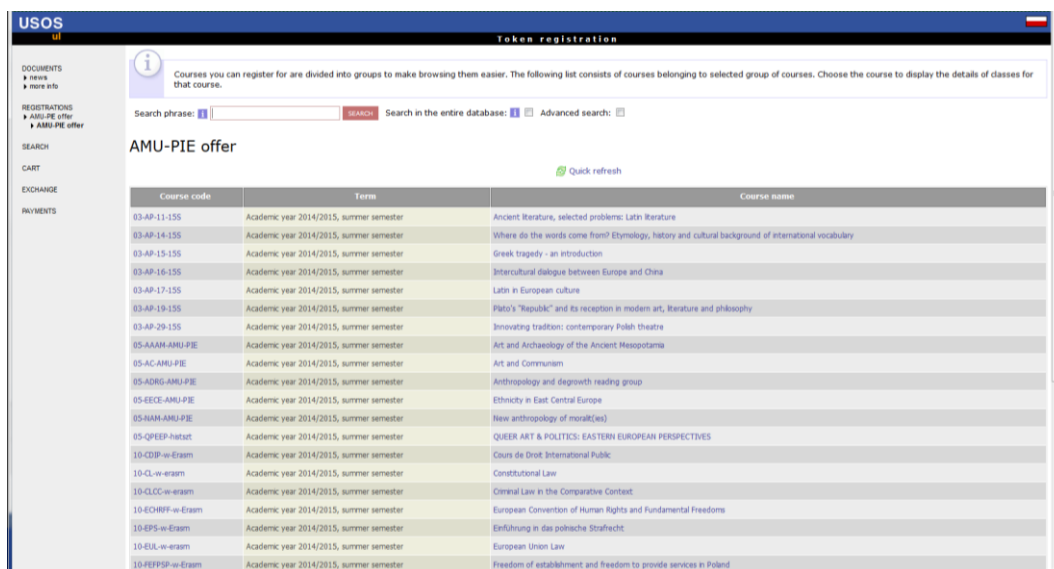 USOS
ul
Token registration
DOCUMENTS
news
more info
REGISTRATIONS
AMU-PIE offer
AMU-PIE offer
SEARCH
CART
EXCHANGE
PAYMENTS
i
Courses you can register for are divided into groups to make browsing them easier. The following list consists of courses belonging to selected group of courses. Choose the course to display the details of classes for
that course.
Search phrase: i SEARCH Search in the entire database: i Advanced search:
AMU-PIE offer
Quick refresh
Course code Term Course name
03-AP-11-15S Academic year 2014/2015, summer semester Ancient literature, selected problems: Latin literature
03-AP-14-15S Academic year 2014/2015, summer semester Where do the words come from? Etymology, history and cultural background of international vocabulary
03-AP-15-15S Academic year 2014/2015, summer semester Greek tragedy - an introduction
03-AP-16-15S Academic year 2014/2015, summer semester Intercultural dialogue between Europe and China
03-AP-17-15S Academic year 2014/2015, summer semester Latin in European culture
03-AP-19-15S Academic year 2014/2015, summer semester Plato's "Republic" and its reception in modern art, literature and philosophy
03-AP-29-15S Academic year 2014/2015, summer semester Innovating tradition: contemporary Polish theatre
05-AAAM-AMU-PIE Academic year 2014/2015, summer semester Art and Archaeology of the Ancient Mesopotamia
05-AC-AMU-PIE Academic year 2014/2015, summer semester Art and Communism
05-ADRG-AMU-PIE Academic year 2014/2015, summer semester Anthropology and degrowth reading group
05-EECE-AMU-PIE Academic year 2014/2015, summer semester Ethnicity in East Central Europe
05-NAM-AMU-PIE Academic year 2014/2015, summer semester New anthropology of moralit(ies)
05-QPEEP-hatszt Academic year 2014/2015, summer semester QUEER ART & POLITICS: EASTERN EUROPEAN PERSPECTIVES
10-CDIP-w-Erasm Academic year 2014/2015, summer semester Cours de Droit International Public
10-CL-w-erasm Academic year 2014/2015, summer semester Constitutional Law
10-CLCC-w-erasm Academic year 2014/2015, summer semester Criminal Law in the Comparative Context
10-ECHRFF-w-Erasm Academic year 2014/2015, summer semester European Convention of Human Rights and Fundamental Freedoms
10-EPS-w-Erasm Academic year 2014/2015, summer semester Einführung in das polnische Strafrecht
10-EUL-w-erasm Academic year 2014/2015, summer semester European Union Law
10-FEFPSP-w-Erasm Academic year 2014/2015, summer semester Freedom of establishment and freedom to provide services in Poland